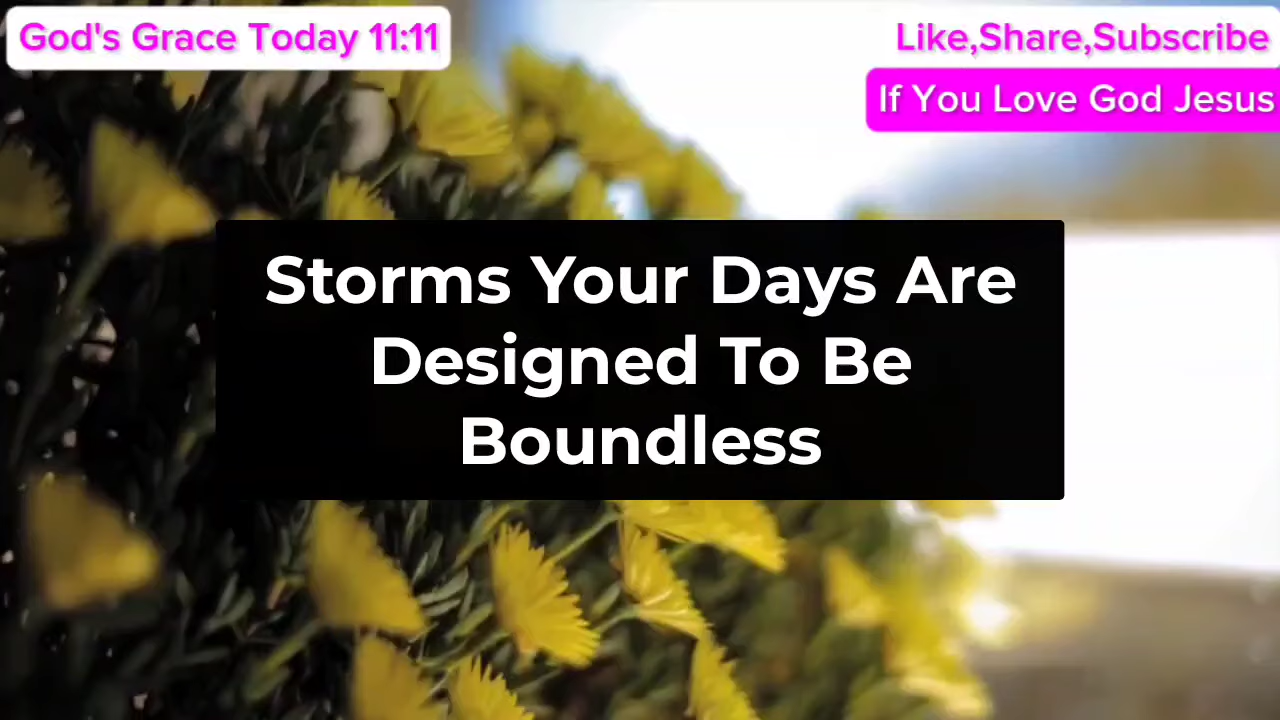 God's Grace Today 11:11
Like,Share,Subscribe
If You Love God Jesus
Storms Your Days Are
Designed To Be
Boundless